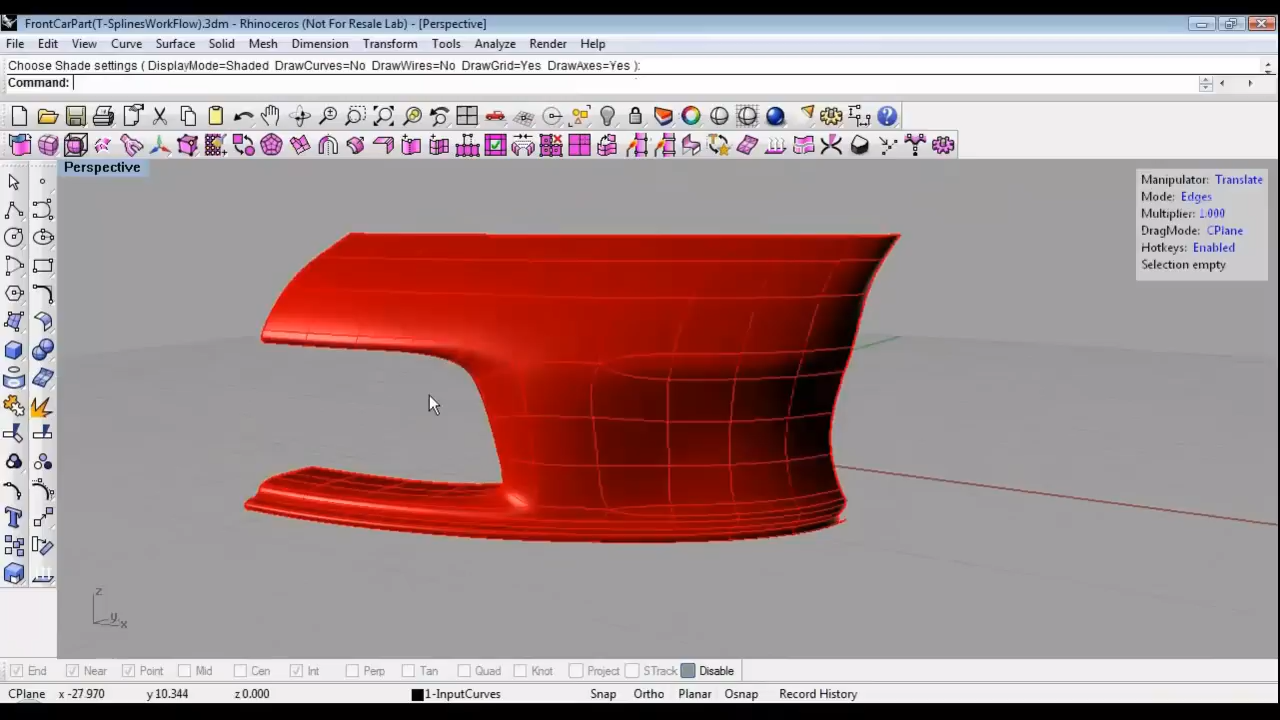 FrontCarPart(T-SplinesWorkFlow).3dm - Rhinoceros (Not For Resale Lab) - [Perspective]
File Edit View Curve Surface Solid Mesh Dimension Transform Tools Analyze Render Help
Choose Shade settings ( DisplayMode=Shaded DrawCurves=No DrawWires=No DrawGrid=Yes DrawAxes=Yes ):
Command:
Perspective
Manipulator: Translate
Mode: Edges
Multiplier: 1.000
DragMode: CPlane
Hotkeys: Enabled
Selection empty
z
y
x
End Near Point Mid Cen Int Perp Tan Quad Knot Project STrack Disable
CPlane x -27.970 y 10.344 z 0.000 1-InputCurves Snap Ortho Planar Osnap Record History